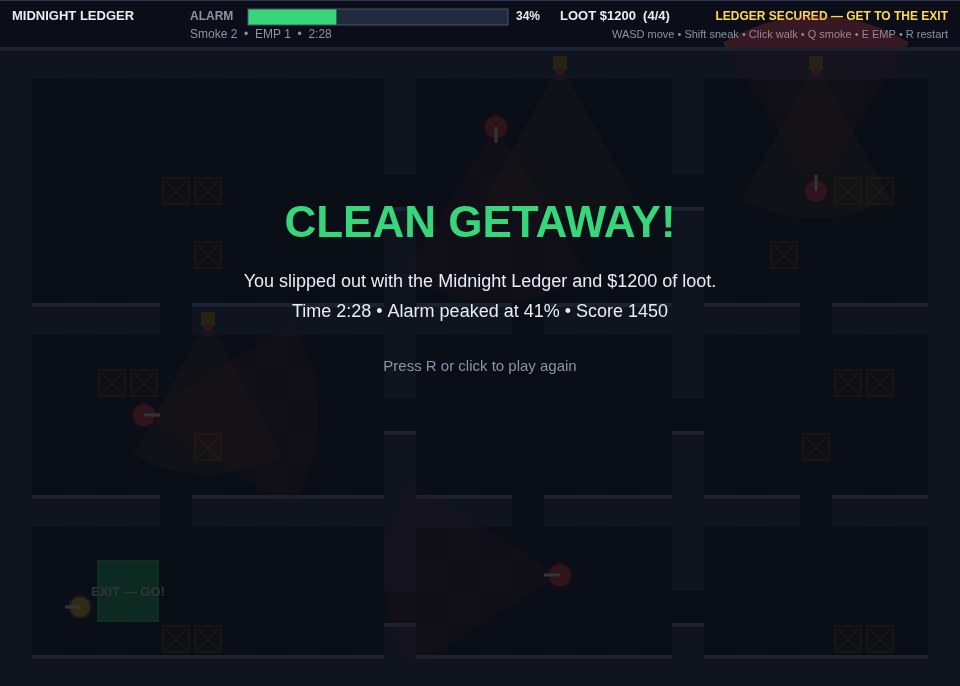 MIDNIGHT LEDGER
ALARM 34% LOOT $1200 (4/4) LEDGER SECURED — GET TO THE EXIT
Smoke 2 • EMP 1 • 2:28 WASD move • Shift sneak • Click walk • Q smoke • E EMP • R restart
CLEAN GETAWAY!
You slipped out with the Midnight Ledger and $1200 of loot.
Time 2:28 • Alarm peaked at 41% • Score 1450
Press R or click to play again
EXIT — GO!